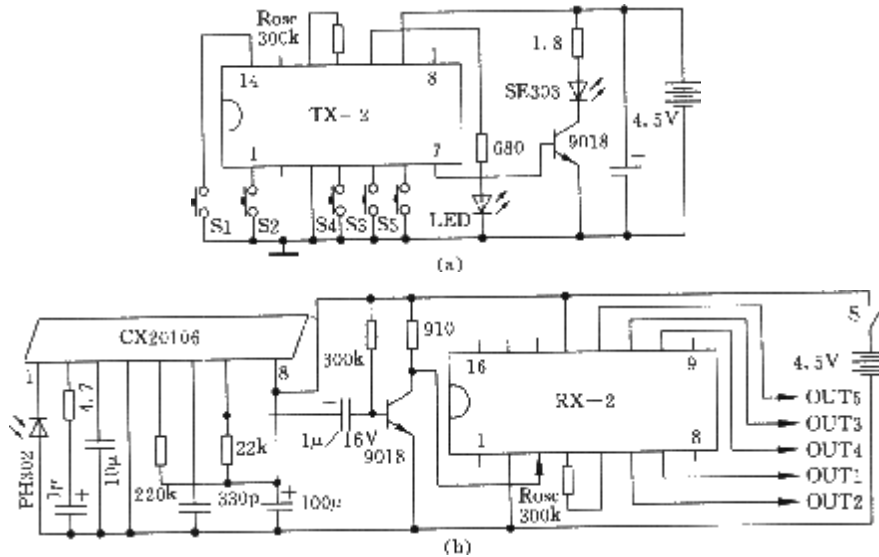 Rosc
300k
1.8
14
8
SE303
TX-2
4.5V
680
9018
1
7
S1
S2
S4
S3
S5
LED
(a)
CX20106
1
8
4.7
300k
910
S
16
9
4.5V
RX-2
OUT5
OUT3
OUT4
OUT1
OUT2
1μ
16V
9018
1
8
PH302
1μ
10μ
220k
22k
330p
100μ
Rosc
300k
(b)